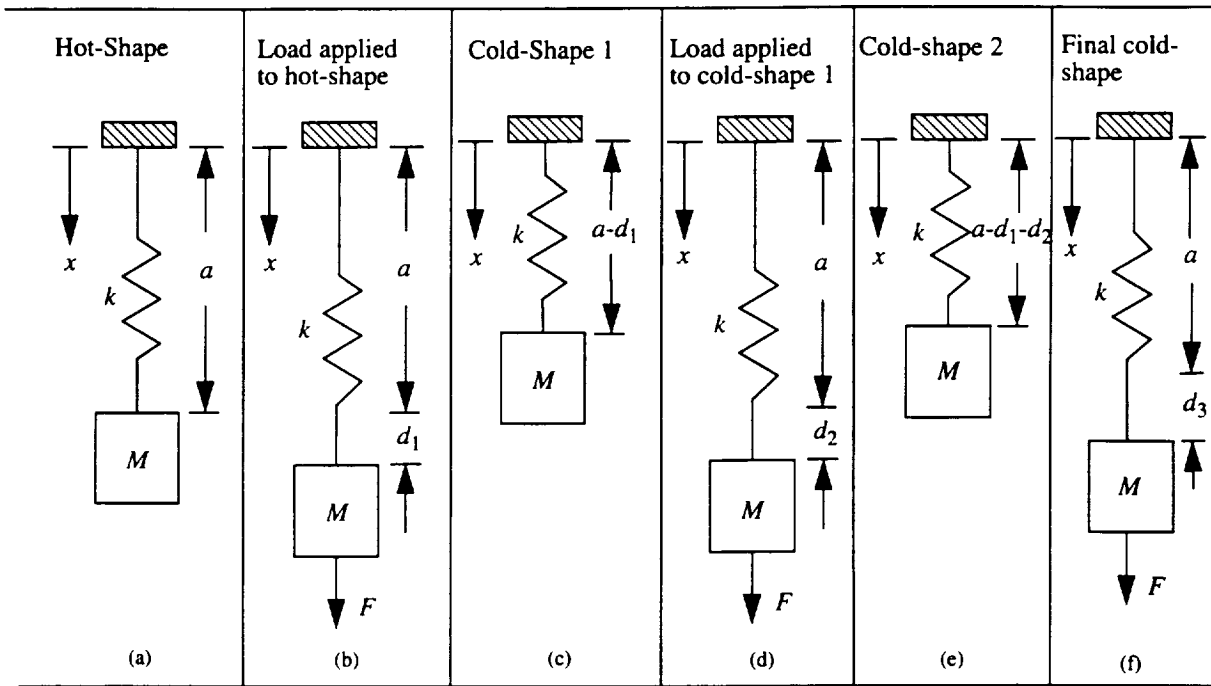 Hot-Shape
x
a
k
M
(a)
Load applied
to hot-shape
x
a
k
d1
M
F
(b)
Cold-Shape 1
x
k
a-d1
M
(c)
Load applied
to cold-shape 1
x
a
k
d2
M
F
(d)
Cold-shape 2
x
k
a-d1-d2
M
(e)
Final cold-
shape
x
a
k
d3
M
F
(f)